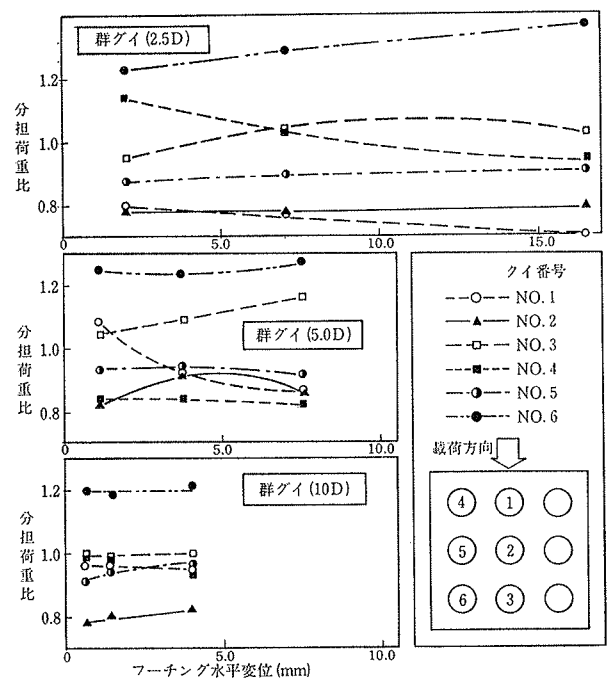 群グイ(2.5D)
分担荷重比
1.2
1.0
0.8
0
5.0
10.0
15.0
群グイ(5.0D)
分担荷重比
1.2
1.0
0.8
0
5.0
10.0
群グイ(10D)
分担荷重比
1.2
1.0
0.8
0
5.0
10.0
フーチング水平変位(mm)
クイ番号
NO.1
NO.2
NO.3
NO.4
NO.5
NO.6
載荷方向
4 1
5 2
6 3